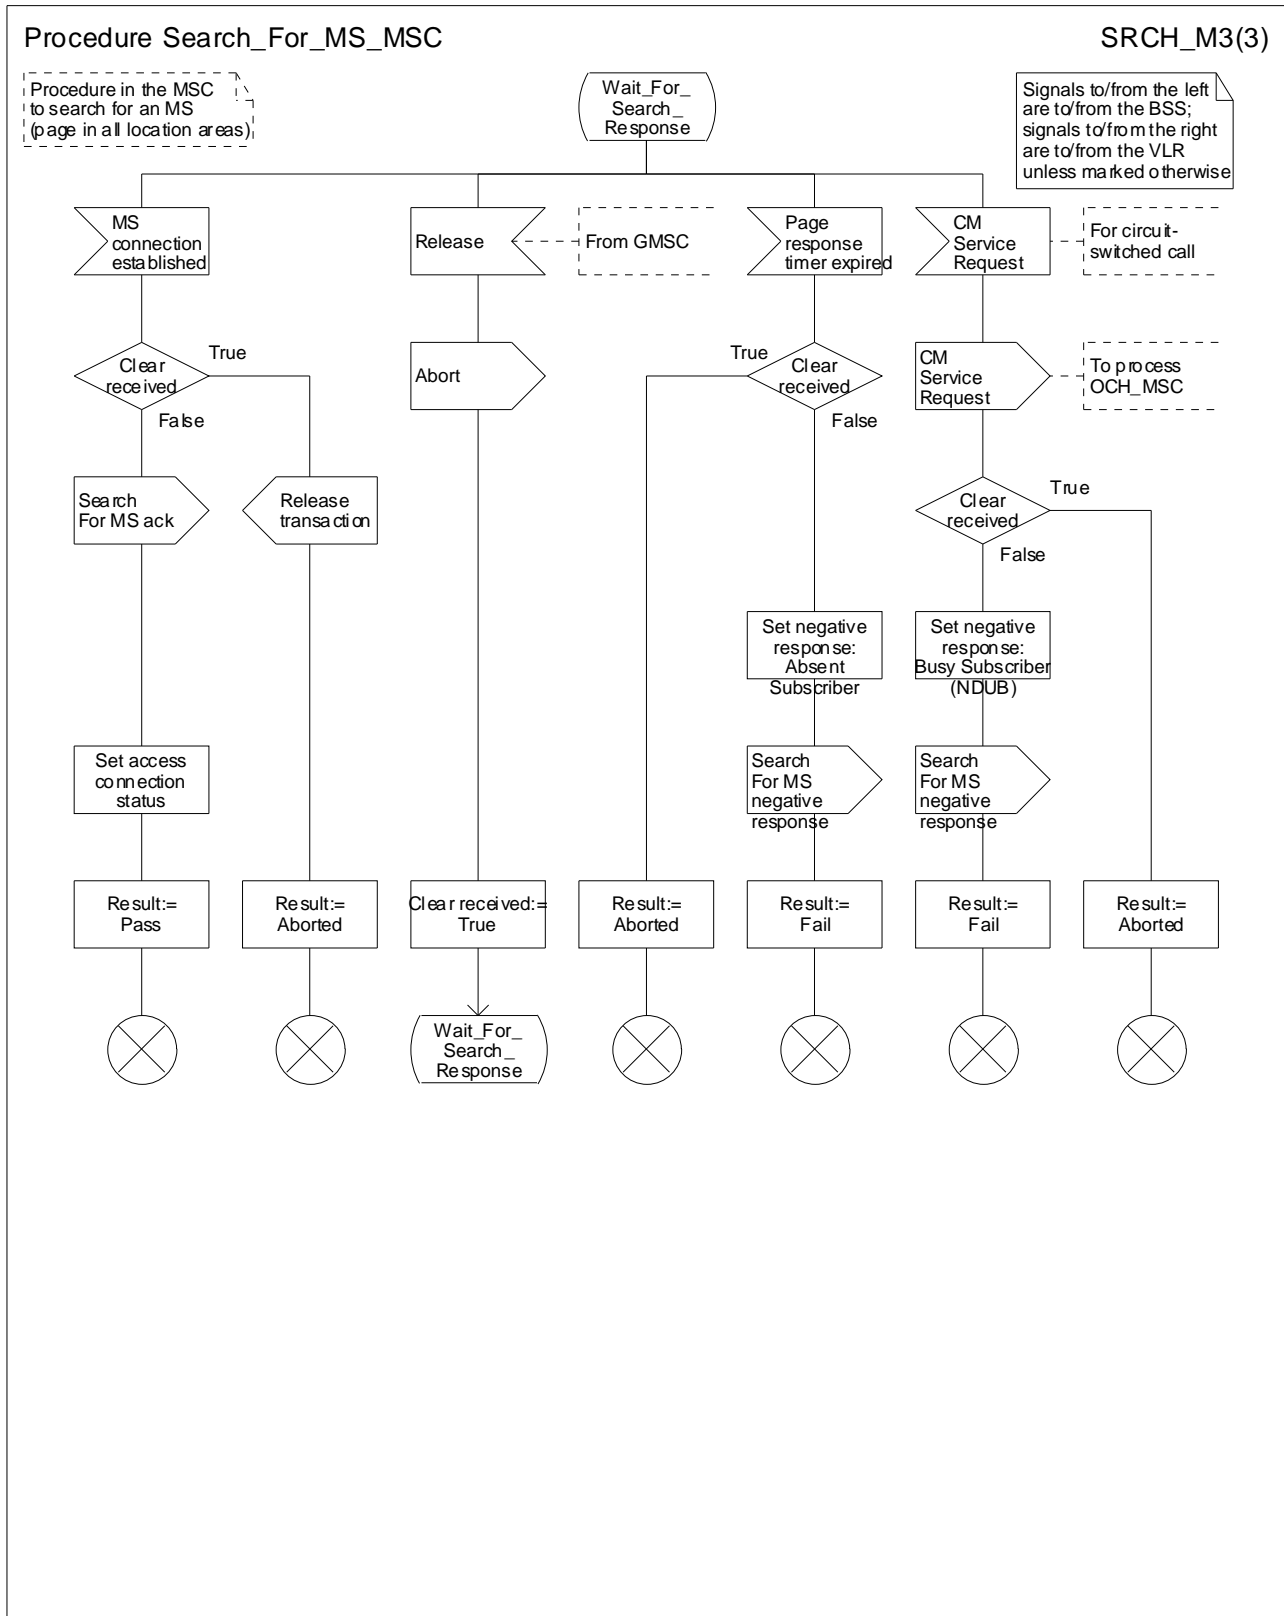 Procedure Search_For_MS_MSC
SRCH_M3(3)
Procedure in the MSC
to search for an MS
(page in all location areas)
Wait_For_
Search_
Response
Signals to/from the left
are to/from the BSS;
signals to/from the right
are to/from the VLR
unless marked otherwise
MS
connection
established
Release
From GMSC
Page
response
timer expired
CM
Service
Request
For circuit-
switched call
Clear
received
True
False
Abort
True
Clear
received
False
CM
Service
Request
To process
OCH_MSC
Search
For MS ack
Release
transaction
Clear
received
True
False
Set negative
response:
Absent
Subscriber
Set negative
response:
Busy Subscriber
(NDUB)
Set access
connection
status
Search
For MS
negative
response
Search
For MS
negative
response
Result:=
Pass
Result:=
Aborted
Clear received:=
True
Result:=
Aborted
Result:=
Fail
Result:=
Fail
Result:=
Aborted
Wait_For_
Search_
Response